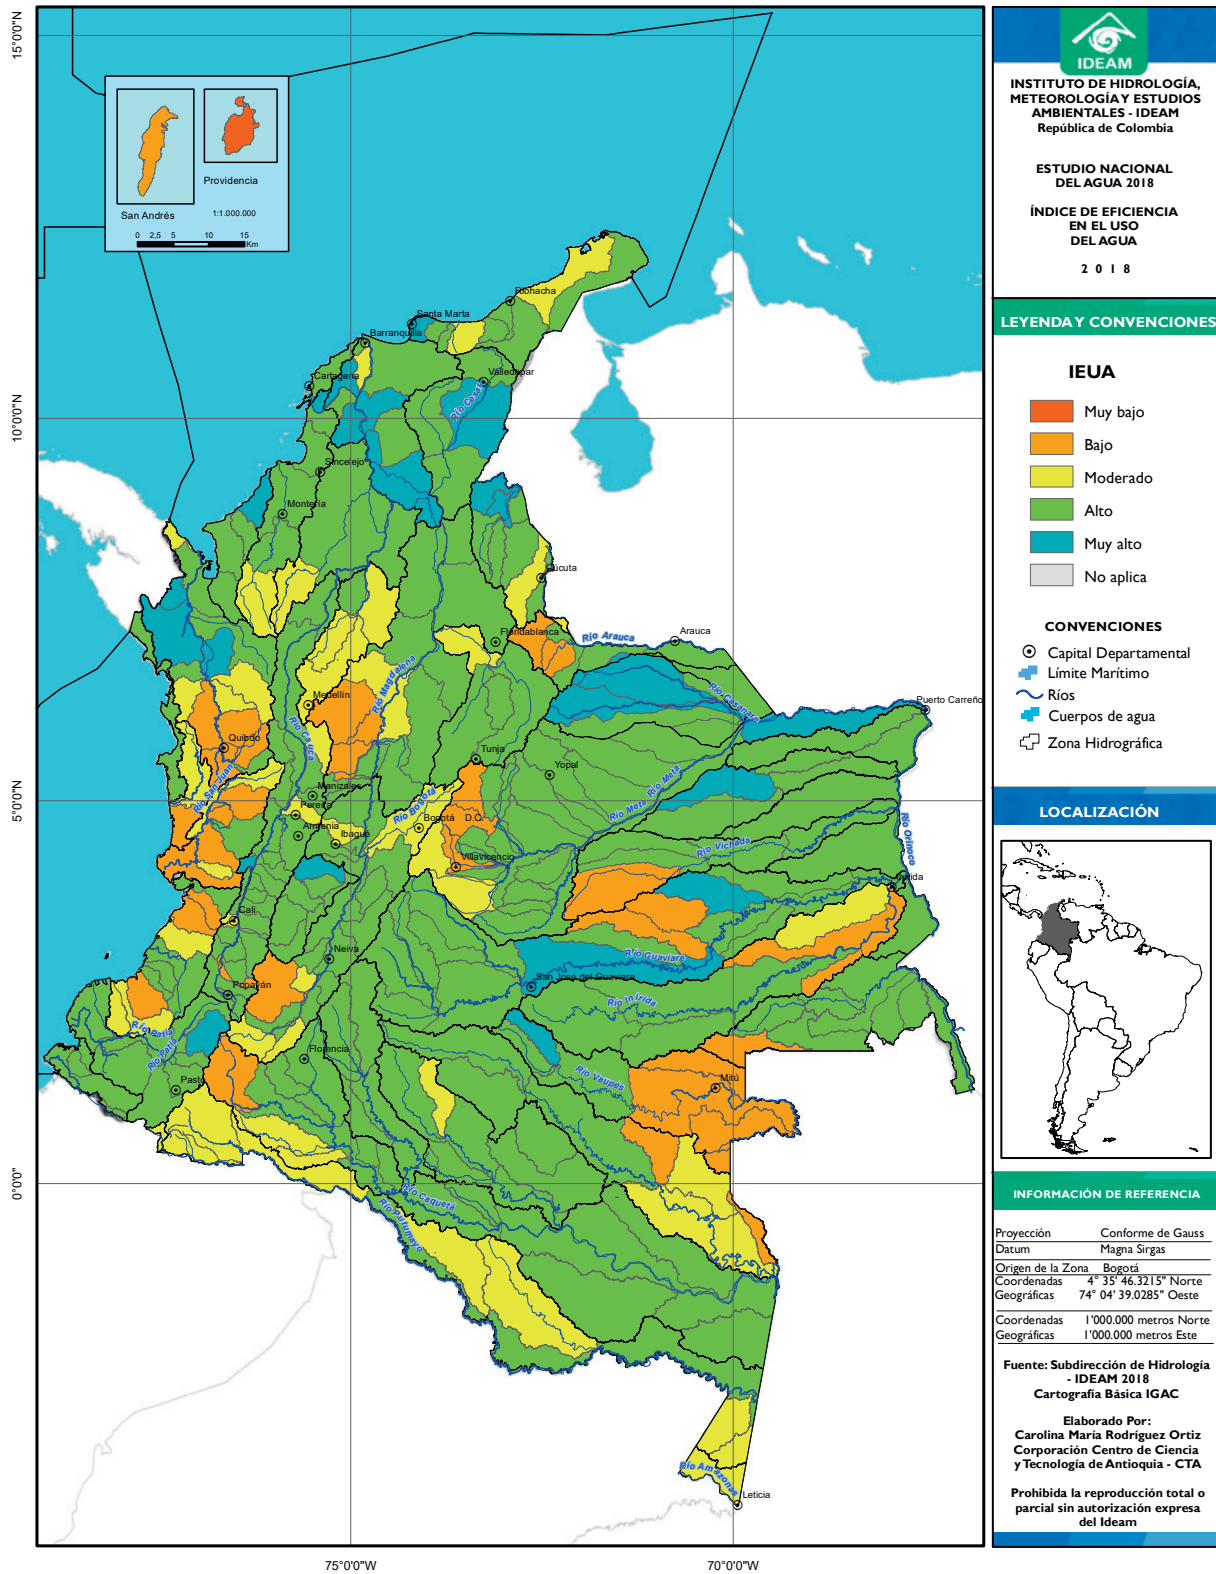 15°0'0"N
10°0'0"N
5°0'0"N
0°0'0"
75°0'0"W
70°0'0"W
San Andrés
Providencia
1:1.000.000
0 2,5 5 10 15
Km
Riohacha
Santa Marta
Barranquilla
Cartagena
Valledupar
Río Cesar
Sincelejo
Montería
Cúcuta
Floridablanca
Río Arauca
Arauca
Río Magdalena
Medellín
Río Casanare
Puerto Carreño
Río Cauca
Quibdó
Tunja
Yopal
Río San Juan
Manizales
Río Meta
Río Meta
Pereira
Río Bogotá
Bogotá D.C.
Armenia
Ibagué
Río Orinoco
Río Vichada
Villavicencio
Inírida
Cali
Neiva
Río Guaviare
San José del Guaviare
Popayán
Río Inírida
Río Patía
Río Patía
Florencia
Río Vaupes
Mitú
Pasto
Río Caquetá
Río Putumayo
Río Amazonas
Leticia
IDEAM
INSTITUTO DE HIDROLOGÍA,
METEOROLOGÍA Y ESTUDIOS
AMBIENTALES - IDEAM
República de Colombia
ESTUDIO NACIONAL
DEL AGUA 2018
ÍNDICE DE EFICIENCIA
EN EL USO
DEL AGUA
2 0 1 8
LEYENDA Y CONVENCIONES
IEUA
Muy bajo
Bajo
Moderado
Alto
Muy alto
No aplica
CONVENCIONES
Capital Departamental
Límite Marítimo
Ríos
Cuerpos de agua
Zona Hidrográfica
LOCALIZACIÓN
INFORMACIÓN DE REFERENCIA
Proyección Conforme de Gauss
Datum Magna Sirgas
Origen de la Zona Bogotá
Coordenadas 4° 35' 46.3215" Norte
Geográficas 74° 04' 39.0285" Oeste
Coordenadas 1'000.000 metros Norte
Geográficas 1'000.000 metros Este
Fuente: Subdirección de Hidrología
- IDEAM 2018
Cartografía Básica IGAC
Elaborado Por:
Carolina María Rodríguez Ortiz
Corporación Centro de Ciencia
y Tecnología de Antioquia - CTA
Prohibida la reproducción total o
parcial sin autorización expresa
del Ideam